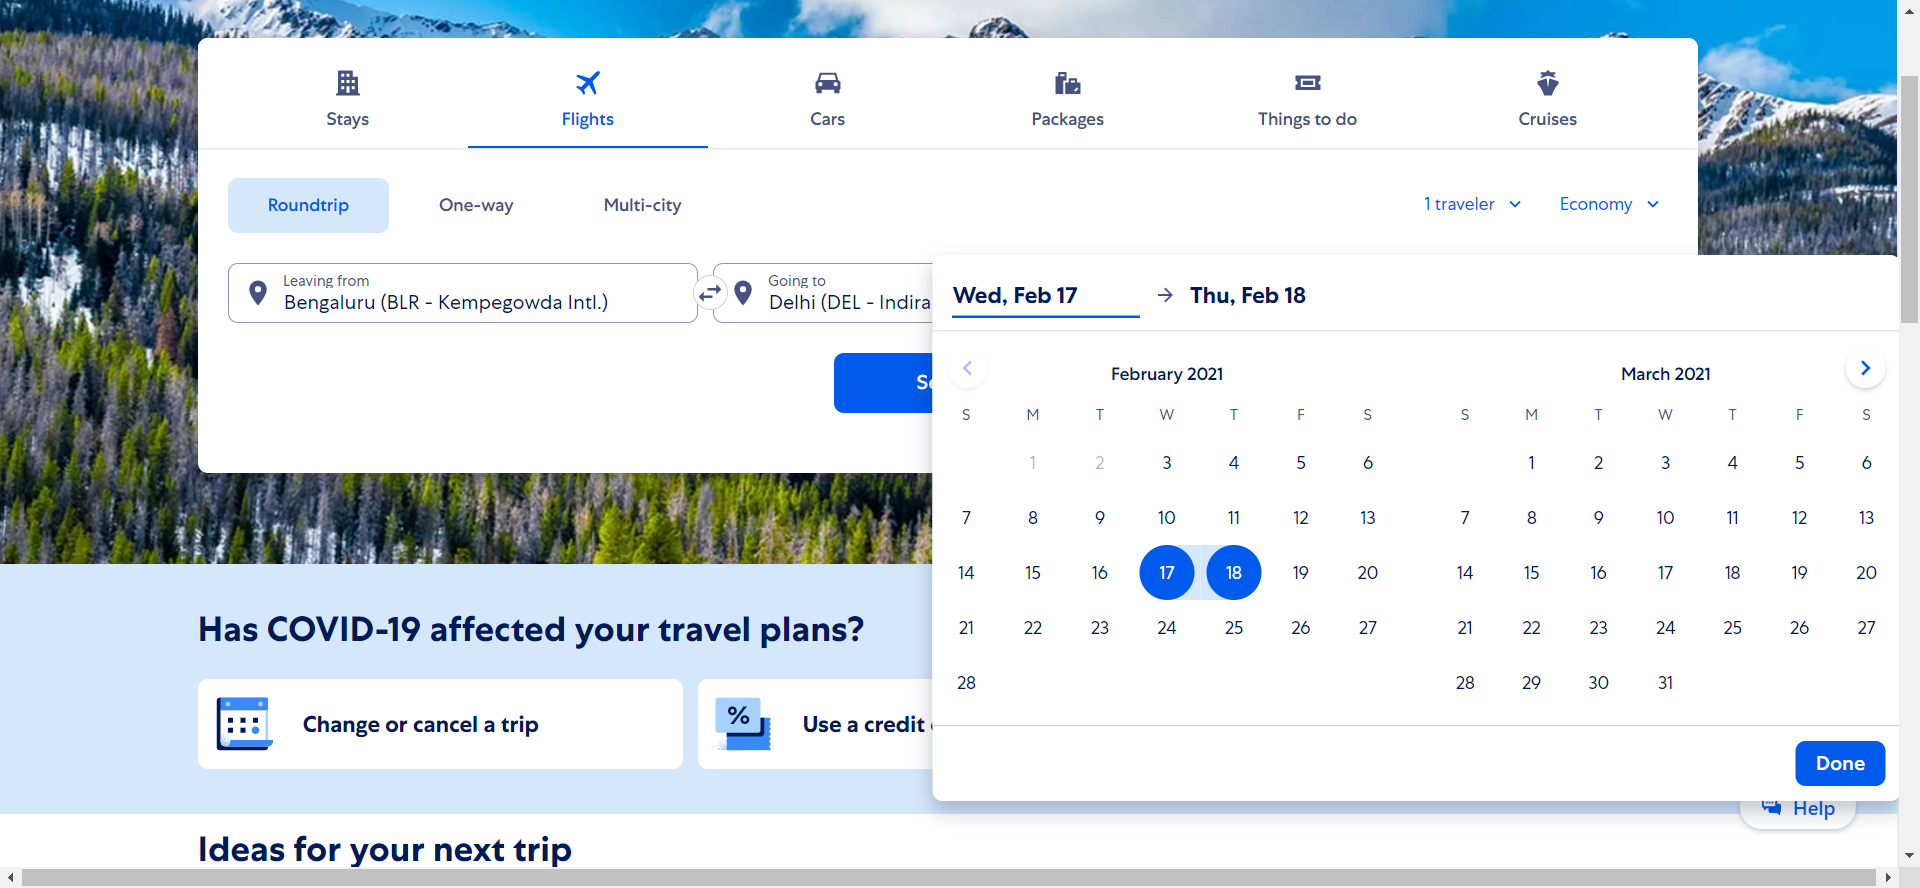 Stays
Flights
Cars
Packages
Things to do
Cruises
Roundtrip
One-way
Multi-city
1 traveler
Economy
Leaving from
Bengaluru (BLR - Kempegowda Intl.)
Going to
Delhi (DEL - Indira
Wed, Feb 17
Thu, Feb 18
February 2021
S M T W T F S
1 2 3 4 5 6
7 8 9 10 11 12 13
14 15 16 17 18 19 20
21 22 23 24 25 26 27
28
March 2021
S M T W T F S
1 2 3 4 5 6
7 8 9 10 11 12 13
14 15 16 17 18 19 20
21 22 23 24 25 26 27
28 29 30 31
Done
Has COVID-19 affected your travel plans?
Change or cancel a trip
%
Use a credit
Help
Ideas for your next trip